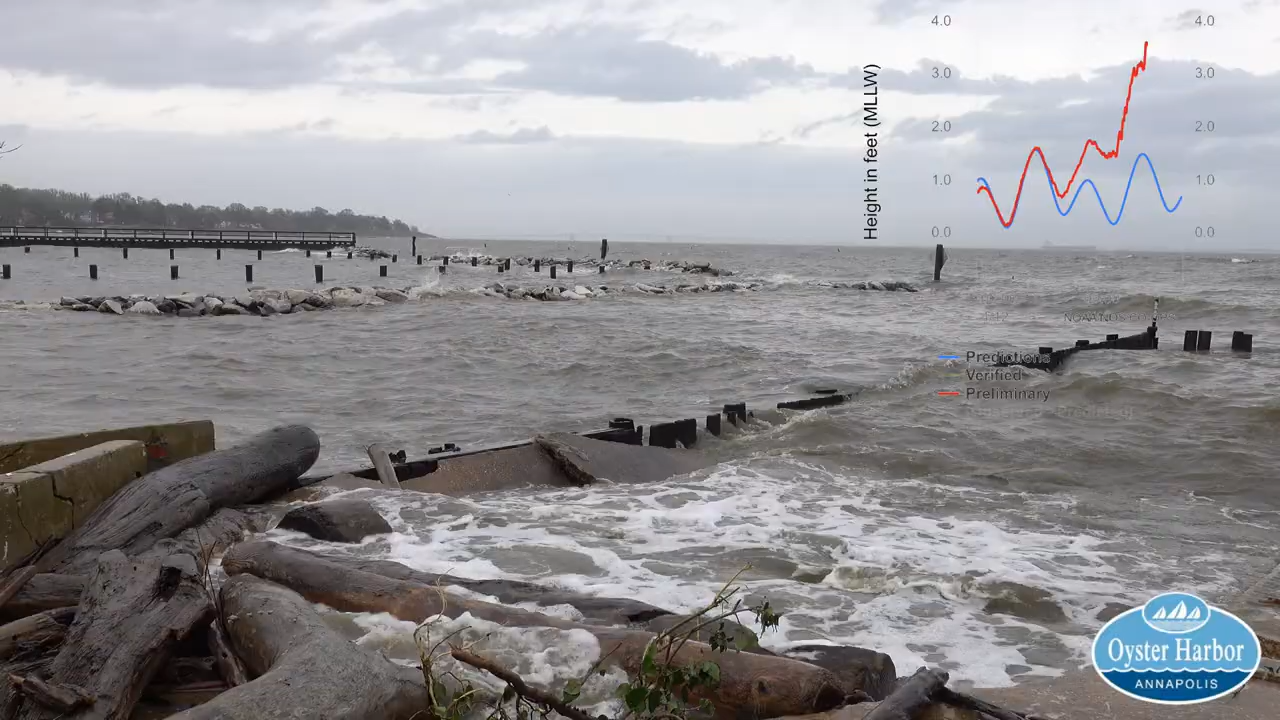 4.0 4.0
3.0 3.0
2.0 2.0
1.0 1.0
0.0 0.0
Height in feet (MLLW)
Predictions
Verified
Preliminary
Oyster Harbor
ANNAPOLIS